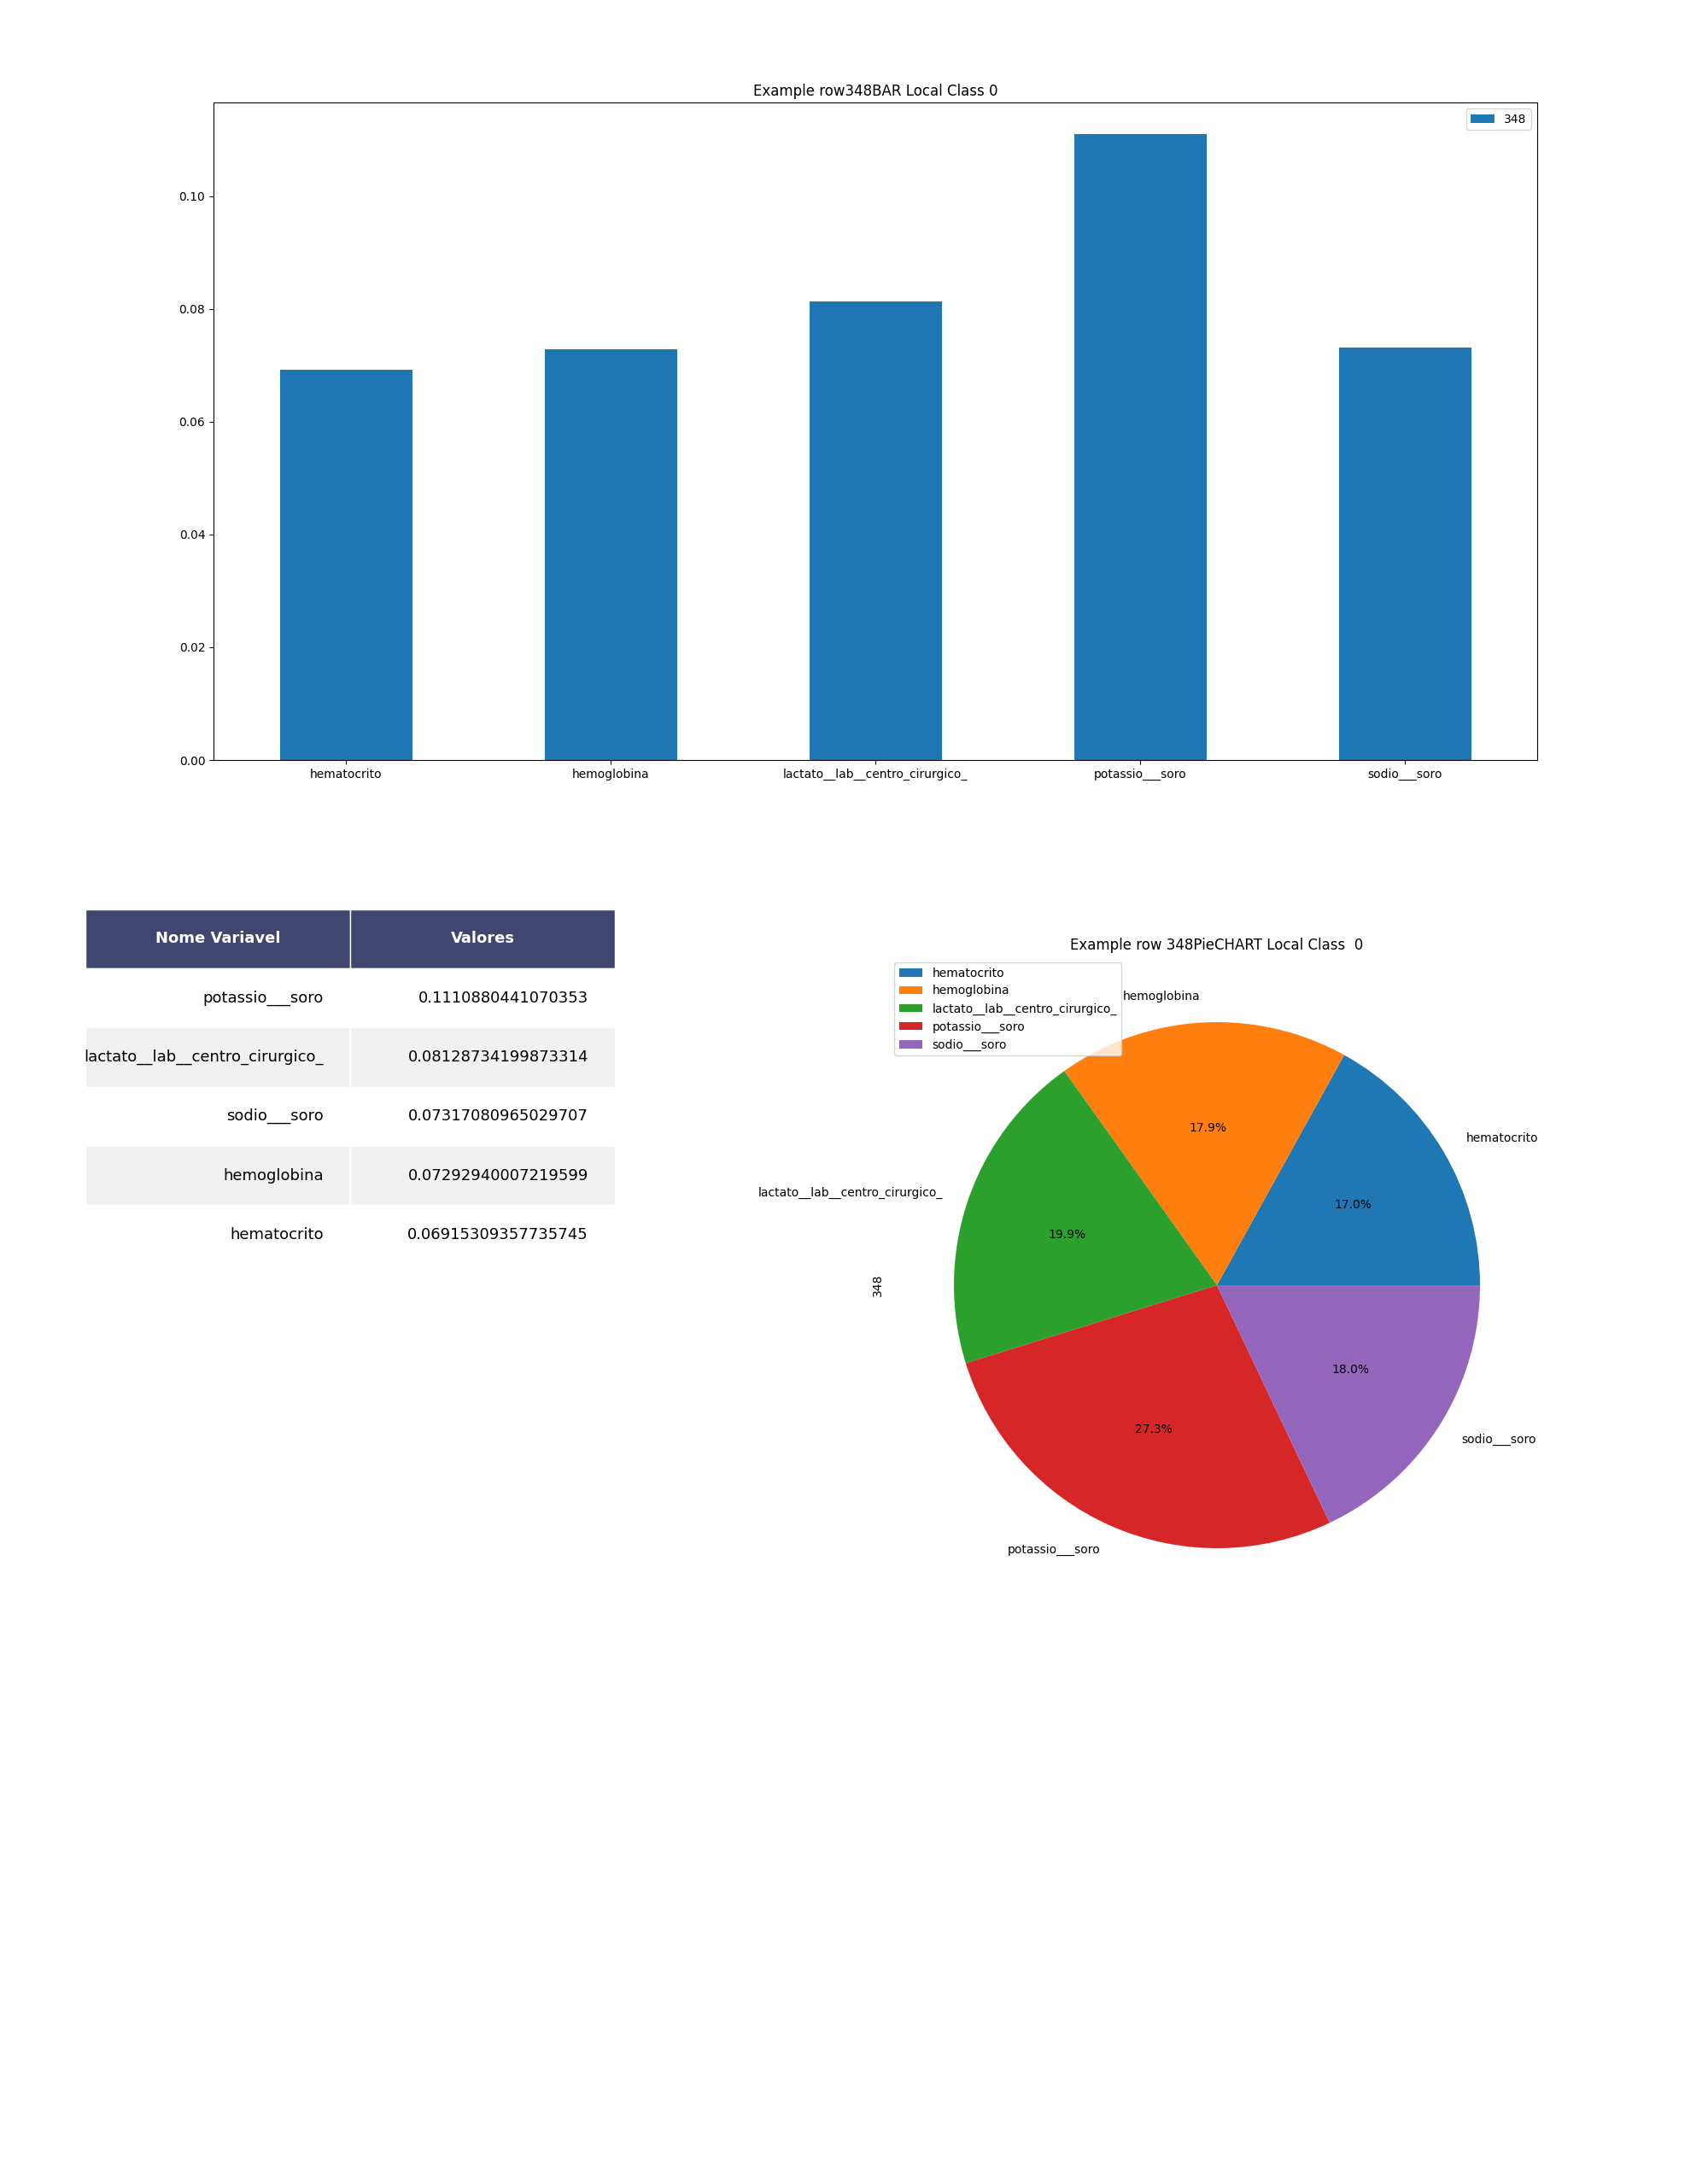 Example row348BAR Local Class 0
348
0.10
0.08
0.06
0.04
0.02
0.00
hematocrito hemoglobina lactato__lab__centro_cirurgico_ potassio___soro sodio___soro
Nome Variavel Valores
potassio___soro 0.1110880441070353
lactato__lab__centro_cirurgico_ 0.08128734199873314
sodio___soro 0.07317080965029707
hemoglobina 0.07292940007219599
hematocrito 0.06915309357735745
Example row 348PieCHART Local Class  0
hematocrito
hemoglobina
lactato__lab__centro_cirurgico_
potassio___soro
sodio___soro
hemoglobina
17.9%
hematocrito
17.0%
lactato__lab__centro_cirurgico_
19.9%
348
18.0%
27.3%
sodio___soro
potassio___soro